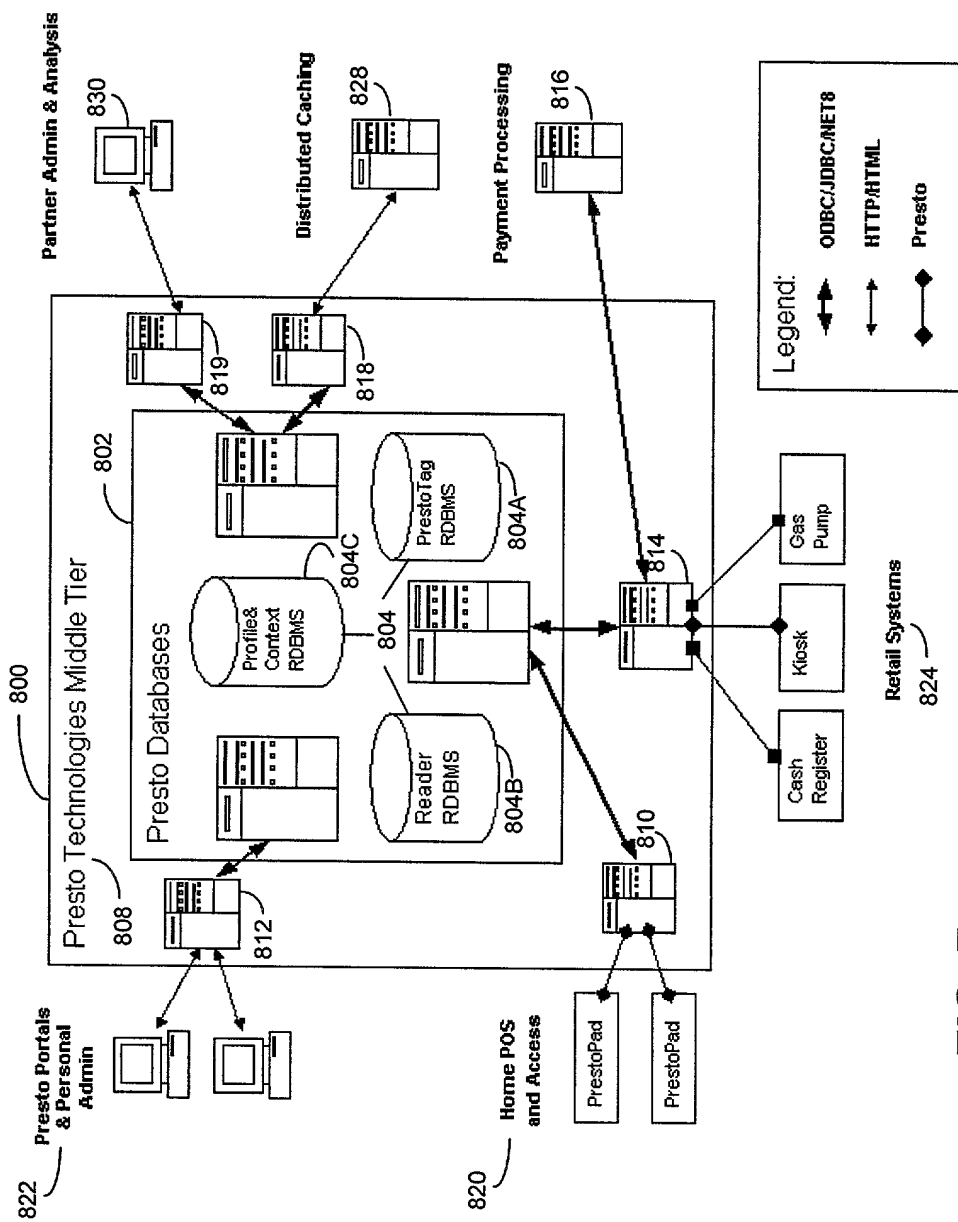 800
Presto Technologies Middle Tier
808
802
Presto Databases
Partner Admin & Analysis
830
Distributed Caching
828
Payment Processing
816
819
818
812
804C
Profile&
Context
RDBMS
804
PrestoTag
RDBMS
804A
Reader
RDBMS
804B
810
814
Presto Portals
& Personal
Admin
822
Home POS
and Access
820
PrestoPad
PrestoPad
Cash
Register
Kiosk
Gas
Pump
Retail Systems
824
Legend:
ODBC/JDBC/NET8
HTTP/HTML
Presto